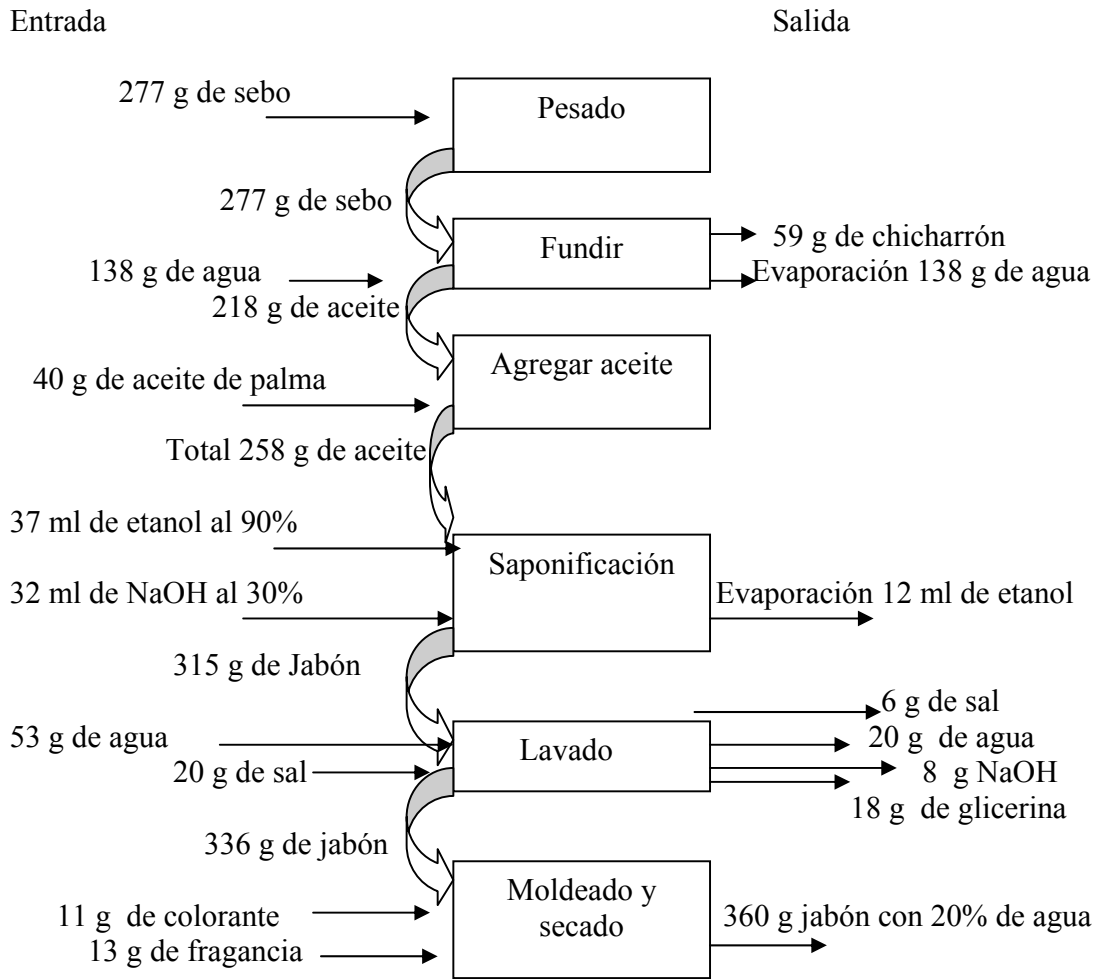 Entrada
Salida
277 g de sebo
Pesado
277 g de sebo
Fundir
59 g de chicharrón
138 g de agua
Evaporación 138 g de agua
218 g de aceite
Agregar aceite
40 g de aceite de palma
Total 258 g de aceite
37 ml de etanol al 90%
Saponificación
32 ml de NaOH al 30%
Evaporación 12 ml de etanol
315 g de Jabón
6 g de sal
53 g de agua
Lavado
20 g de agua
20 g de sal
8 g NaOH
18 g de glicerina
336 g de jabón
Moldeado y
secado
11 g de colorante
360 g jabón con 20% de agua
13 g de fragancia